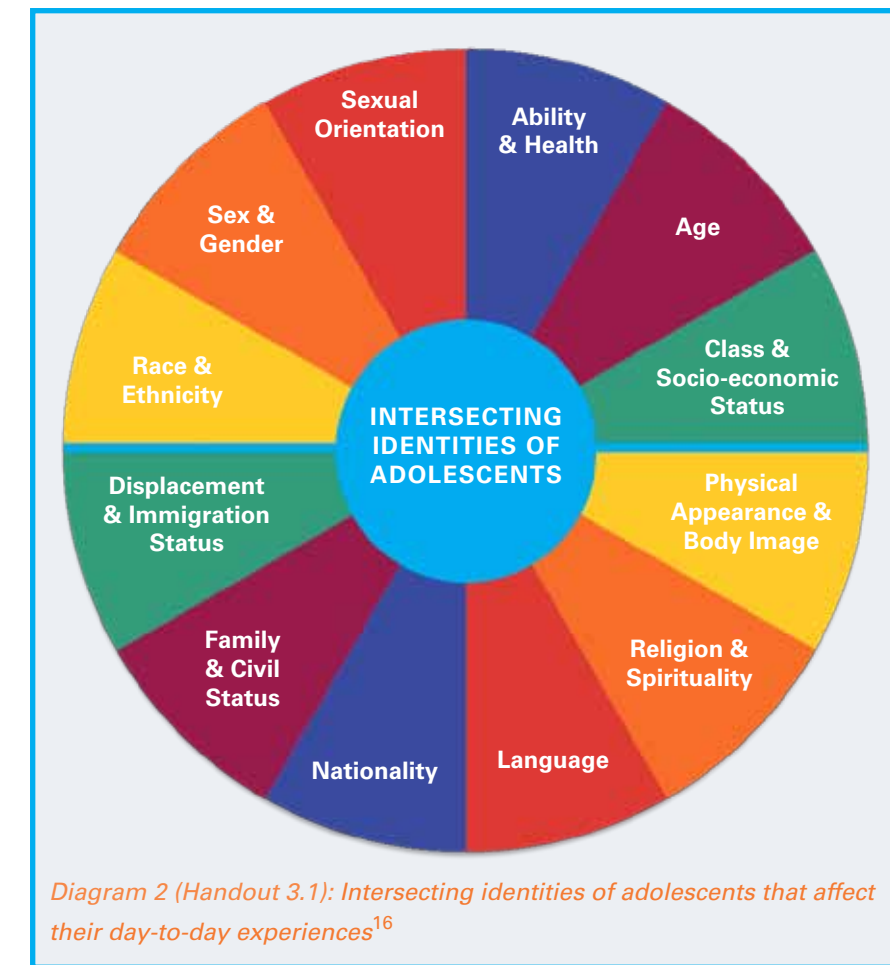 Sexual
Orientation
Ability
& Health
Age
Class &
Socio-economic
Status
Physical
Appearance &
Body Image
Religion &
Spirituality
Language
Nationality
Family
& Civil
Status
Displacement
& Immigration
Status
Race &
Ethnicity
Sex &
Gender
INTERSECTING
IDENTITIES OF
ADOLESCENTS
Diagram 2 (Handout 3.1): Intersecting identities of adolescents that affect
their day-to-day experiences16